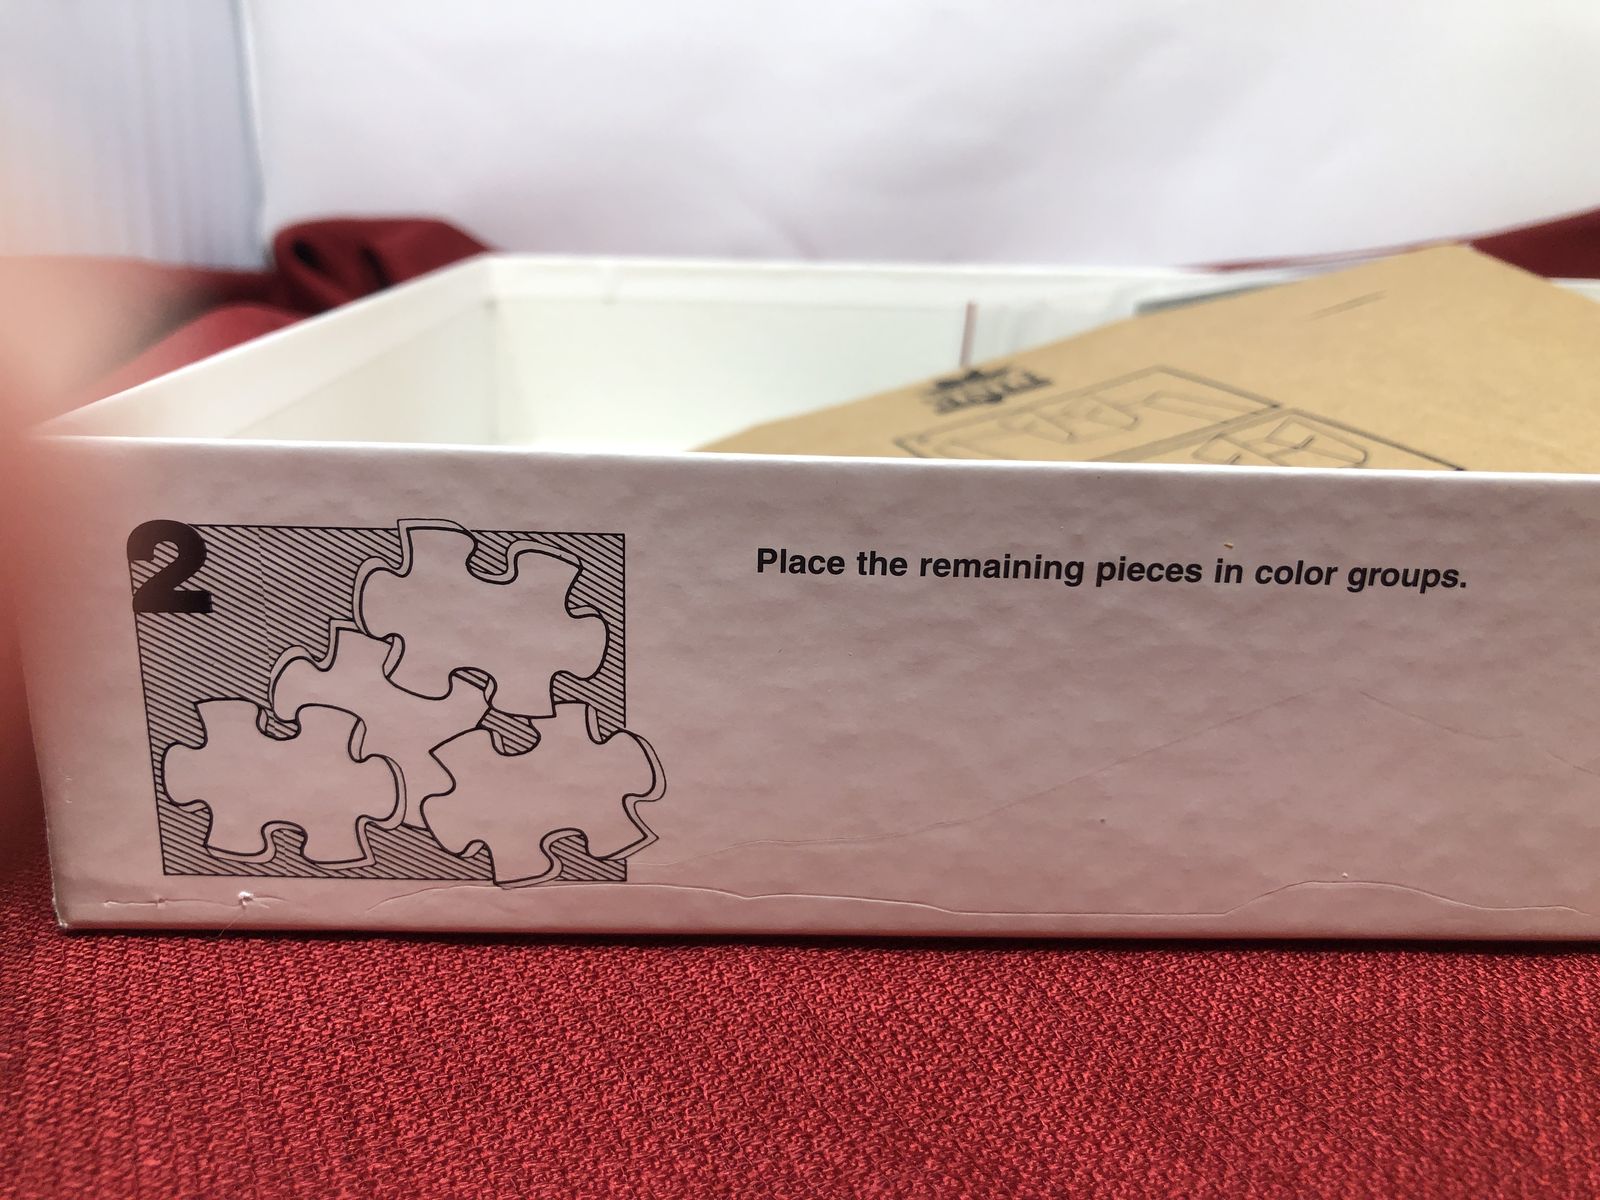 2
Place the remaining pieces in color groups.